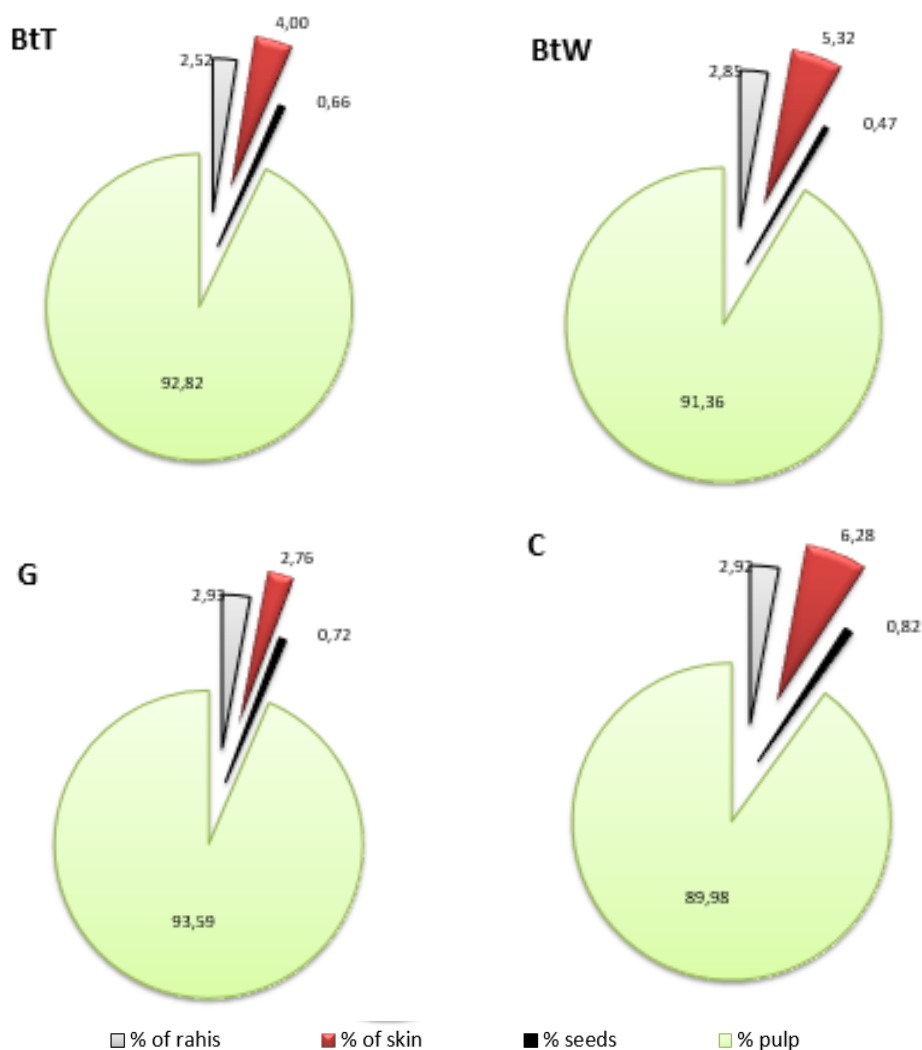 BtT
4,00
2,52
0,66
92,82
BtW
5,32
2,85
0,47
91,36
G
2,76
2,93
0,72
93,59
C
6,28
2,92
0,82
89,98
% of rahis
% of skin
% seeds
% pulp